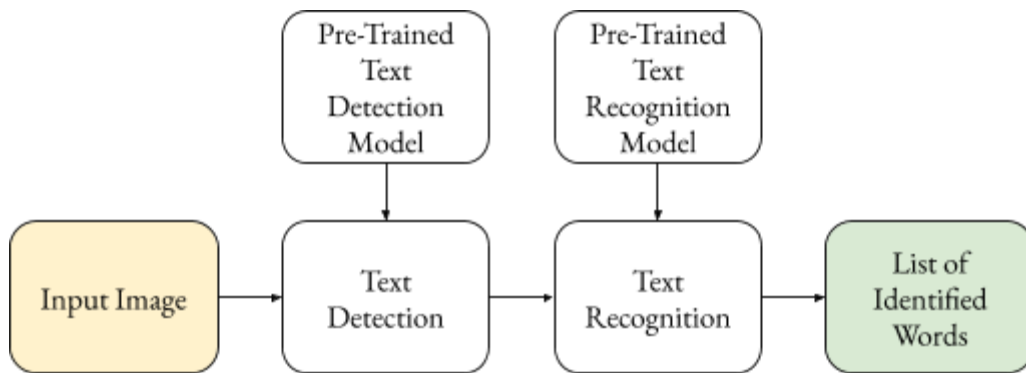 Pre-Trained
Text
Detection
Model
Pre-Trained
Text
Recognition
Model
Input Image
Text
Detection
Text
Recognition
List of
Identified
Words